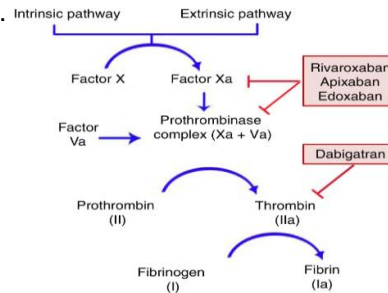 .
Intrinsic pathway
Extrinsic pathway
Factor X
Factor Xa
Rivaroxaban
Apixaban
Edoxaban
Factor
Va
Prothrombinase
complex (Xa + Va)
Dabigatran
Prothrombin
(II)
Thrombin
(IIa)
Fibrinogen
(I)
Fibrin
(Ia)